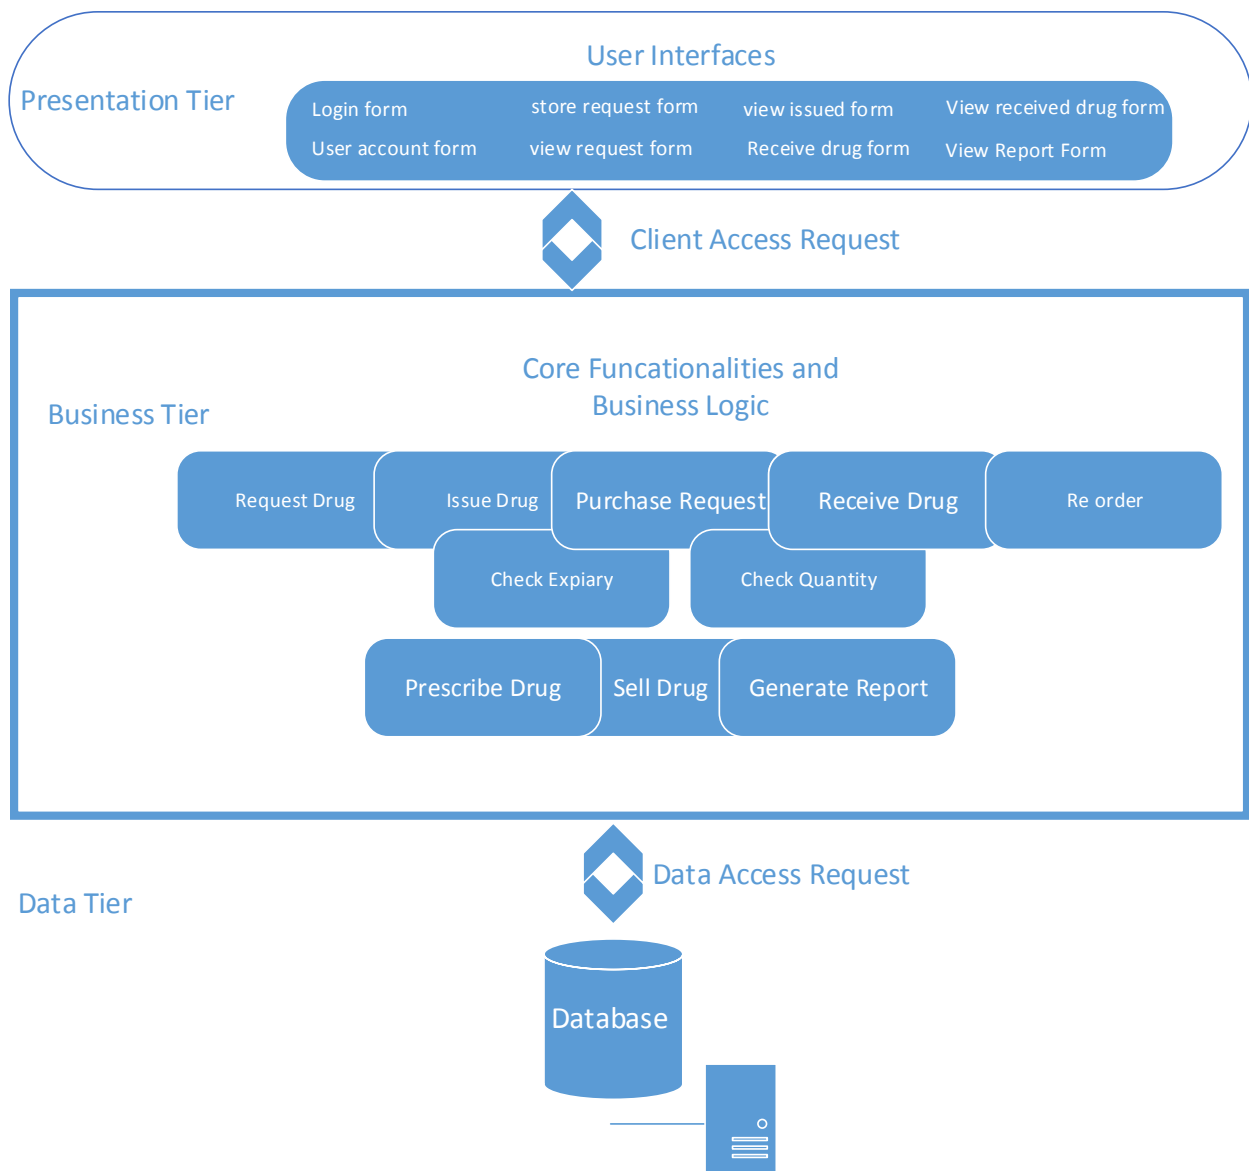 User Interfaces
Presentation Tier
Login form
store request form
view issued form
View received drug form
User account form
view request form
Receive drug form
View Report Form
Client Access Request
Core Funcationalities and
Business Logic
Business Tier
Request Drug
Issue Drug
Purchase Request
Receive Drug
Re order
Check Expiary
Check Quantity
Prescribe Drug
Sell Drug
Generate Report
Data Access Request
Data Tier
Database